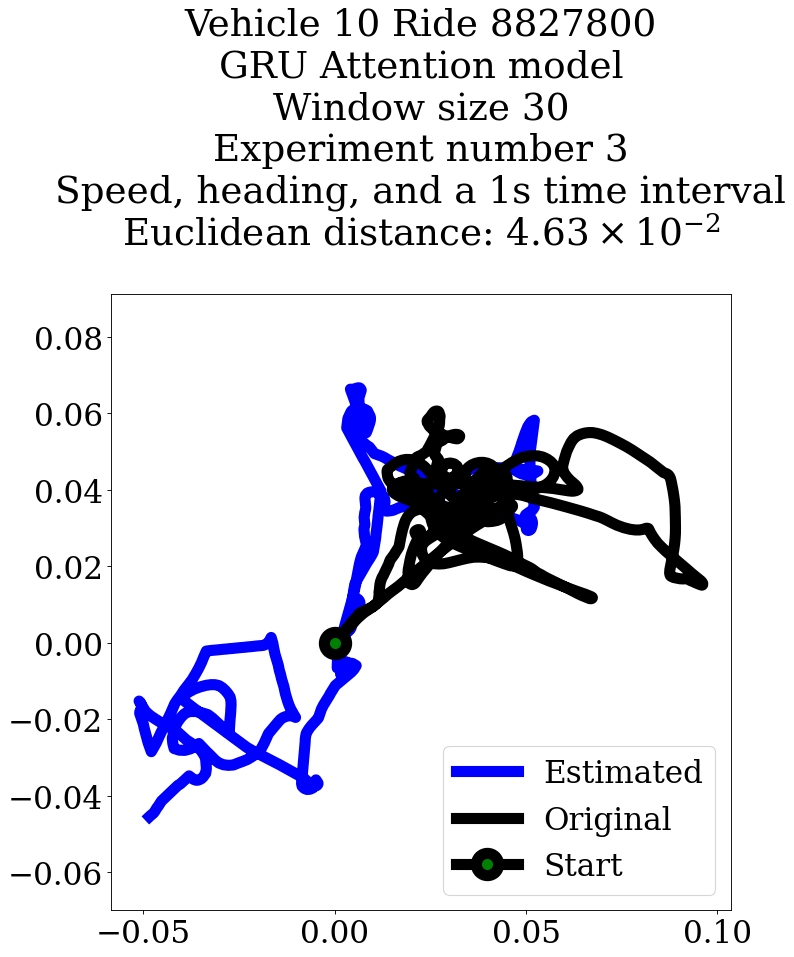 Vehicle 10 Ride 8827800
GRU Attention model
Window size 30
Experiment number 3
Speed, heading, and a 1s time interval
Euclidean distance: 4.63 × 10⁻²
0.08
0.06
0.04
0.02
0.00
−0.02
−0.04
−0.06
−0.05
0.00
0.05
0.10
Estimated
Original
Start